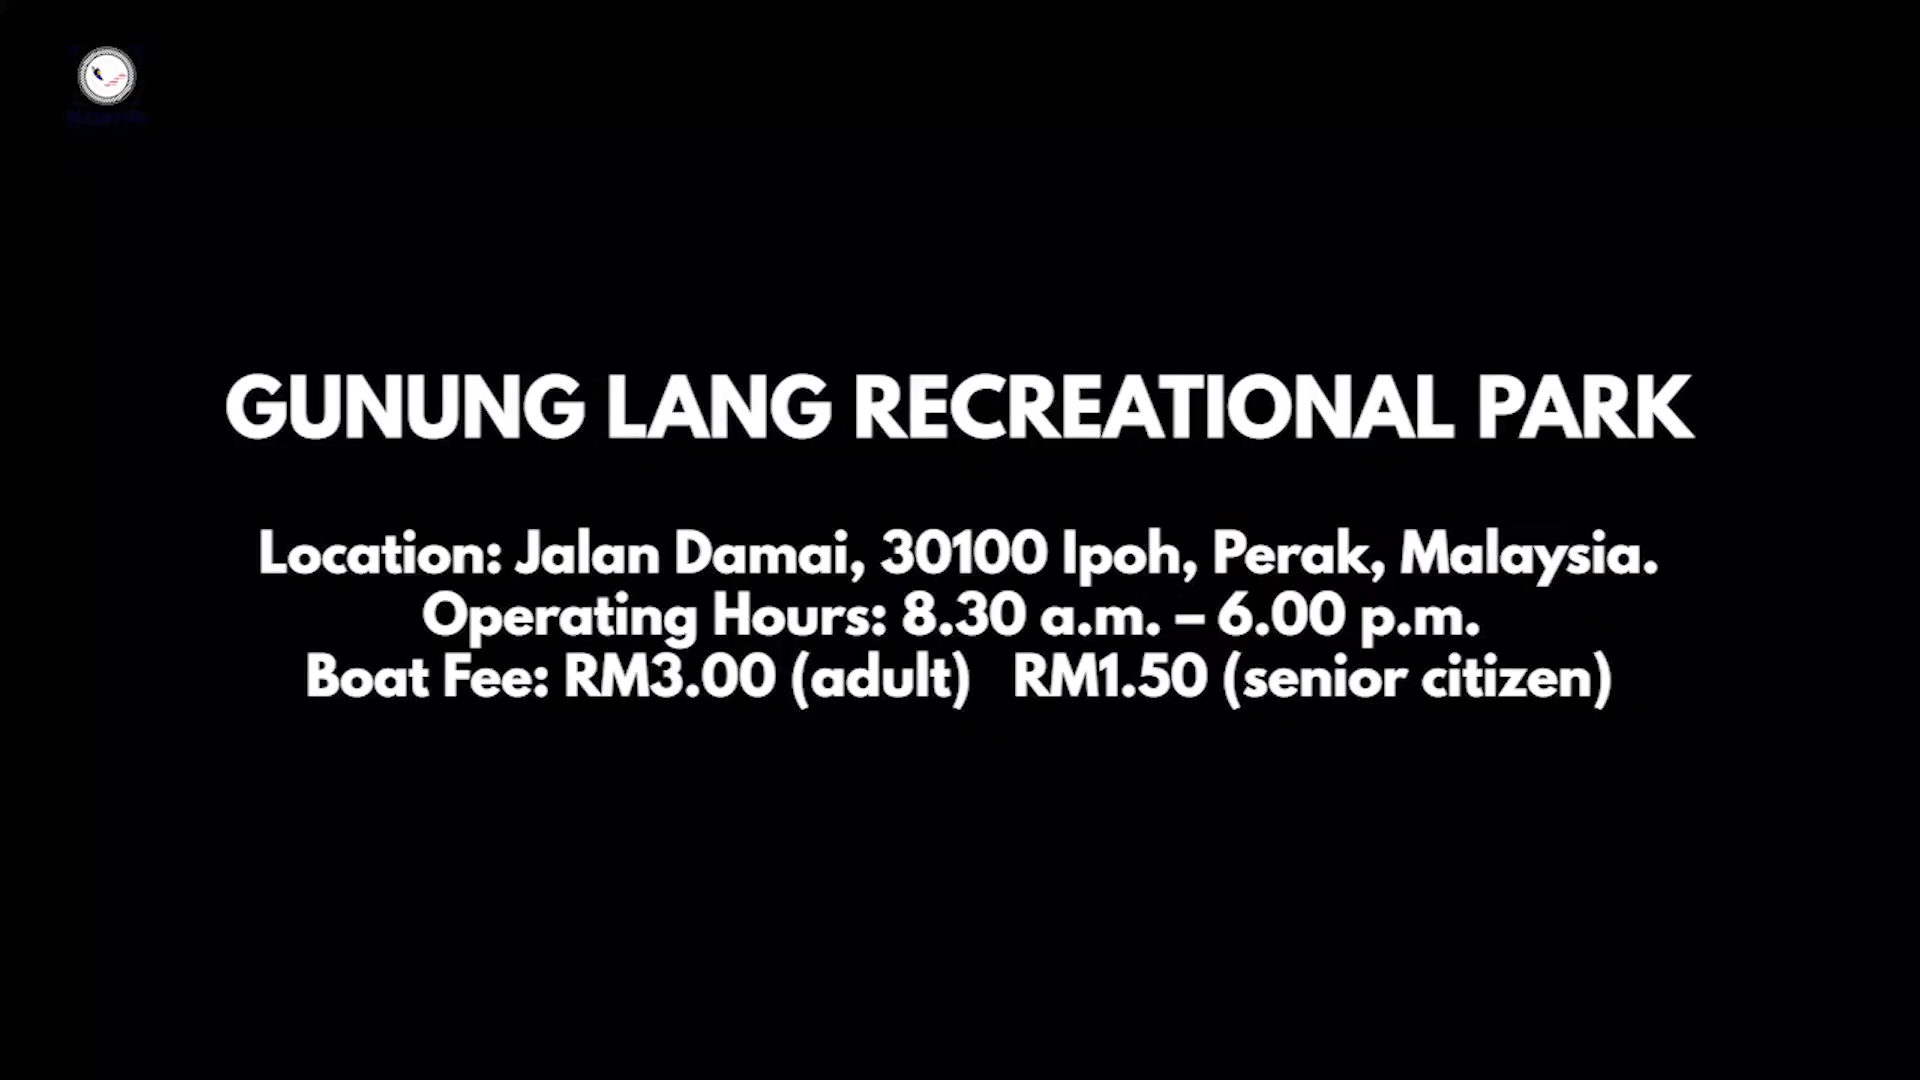 GUNUNG LANG RECREATIONAL PARK
Location: Jalan Damai, 30100 Ipoh, Perak, Malaysia.
Operating Hours: 8.30 a.m. – 6.00 p.m.
Boat Fee: RM3.00 (adult) RM1.50 (senior citizen)